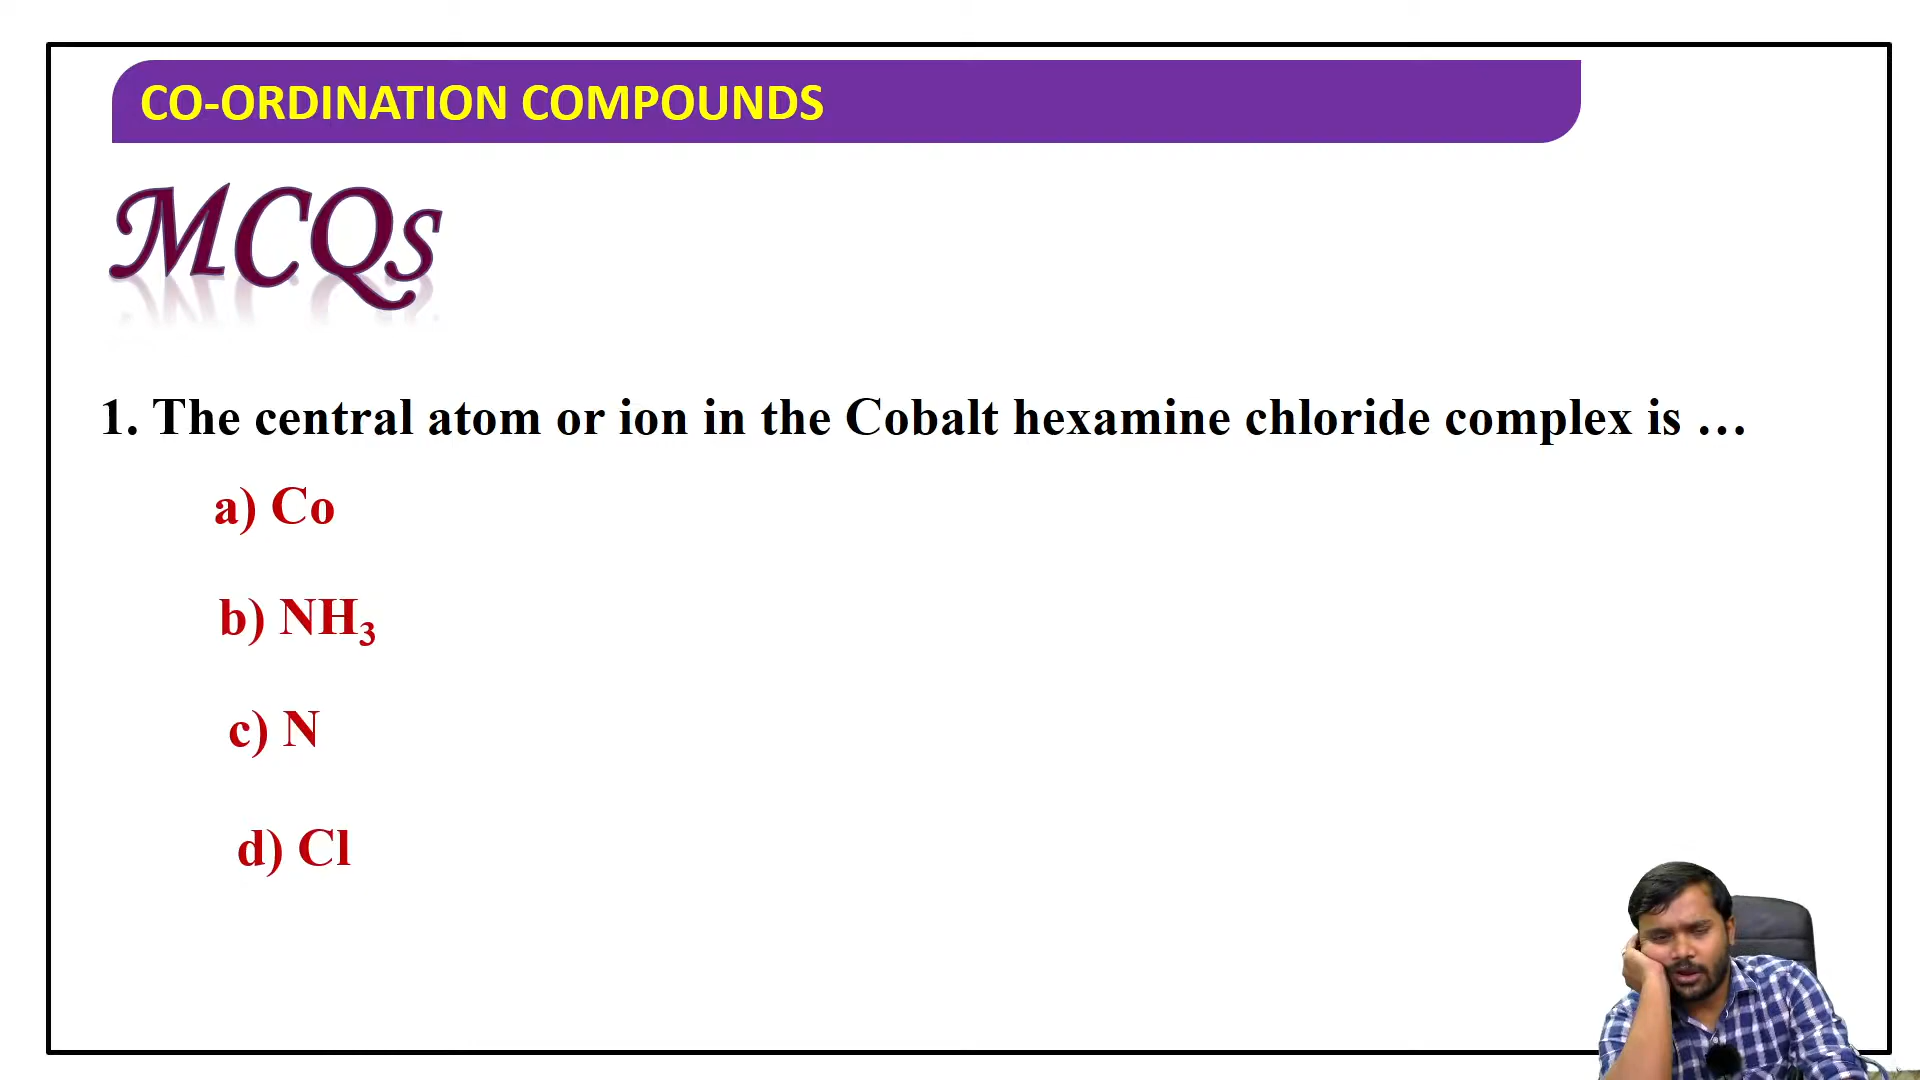 CO-ORDINATION COMPOUNDS
MCQs
1. The central atom or ion in the Cobalt hexamine chloride complex is …
a) Co
b) NH₃
c) N
d) Cl